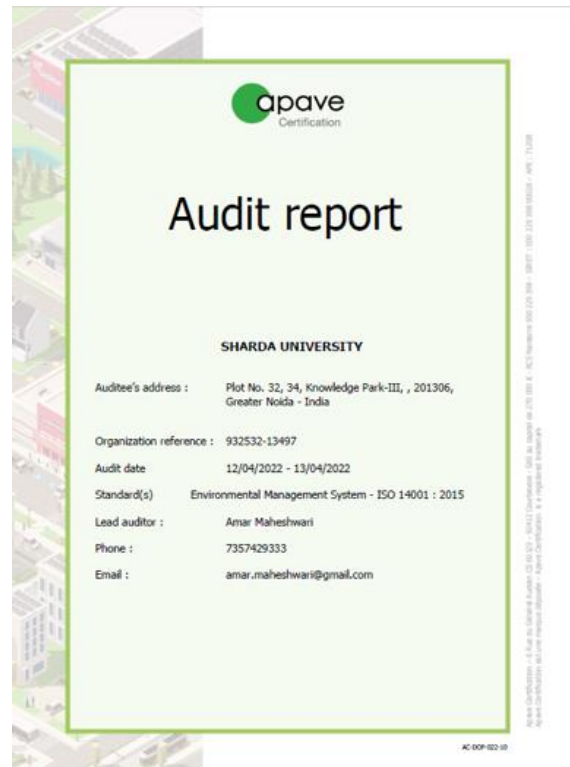 apave
Certification
Audit report
SHARDA UNIVERSITY
Auditee's address : Plot No. 32, 34, Knowledge Park-III, , 201306,
Greater Noida - India
Organization reference : 932532-13497
Audit date 12/04/2022 - 13/04/2022
Standard(s) Environmental Management System - ISO 14001 : 2015
Lead auditor : Amar Maheshwari
Phone : 7357429333
Email : amar.maheshwari@gmail.com
AC-DOP-022-10